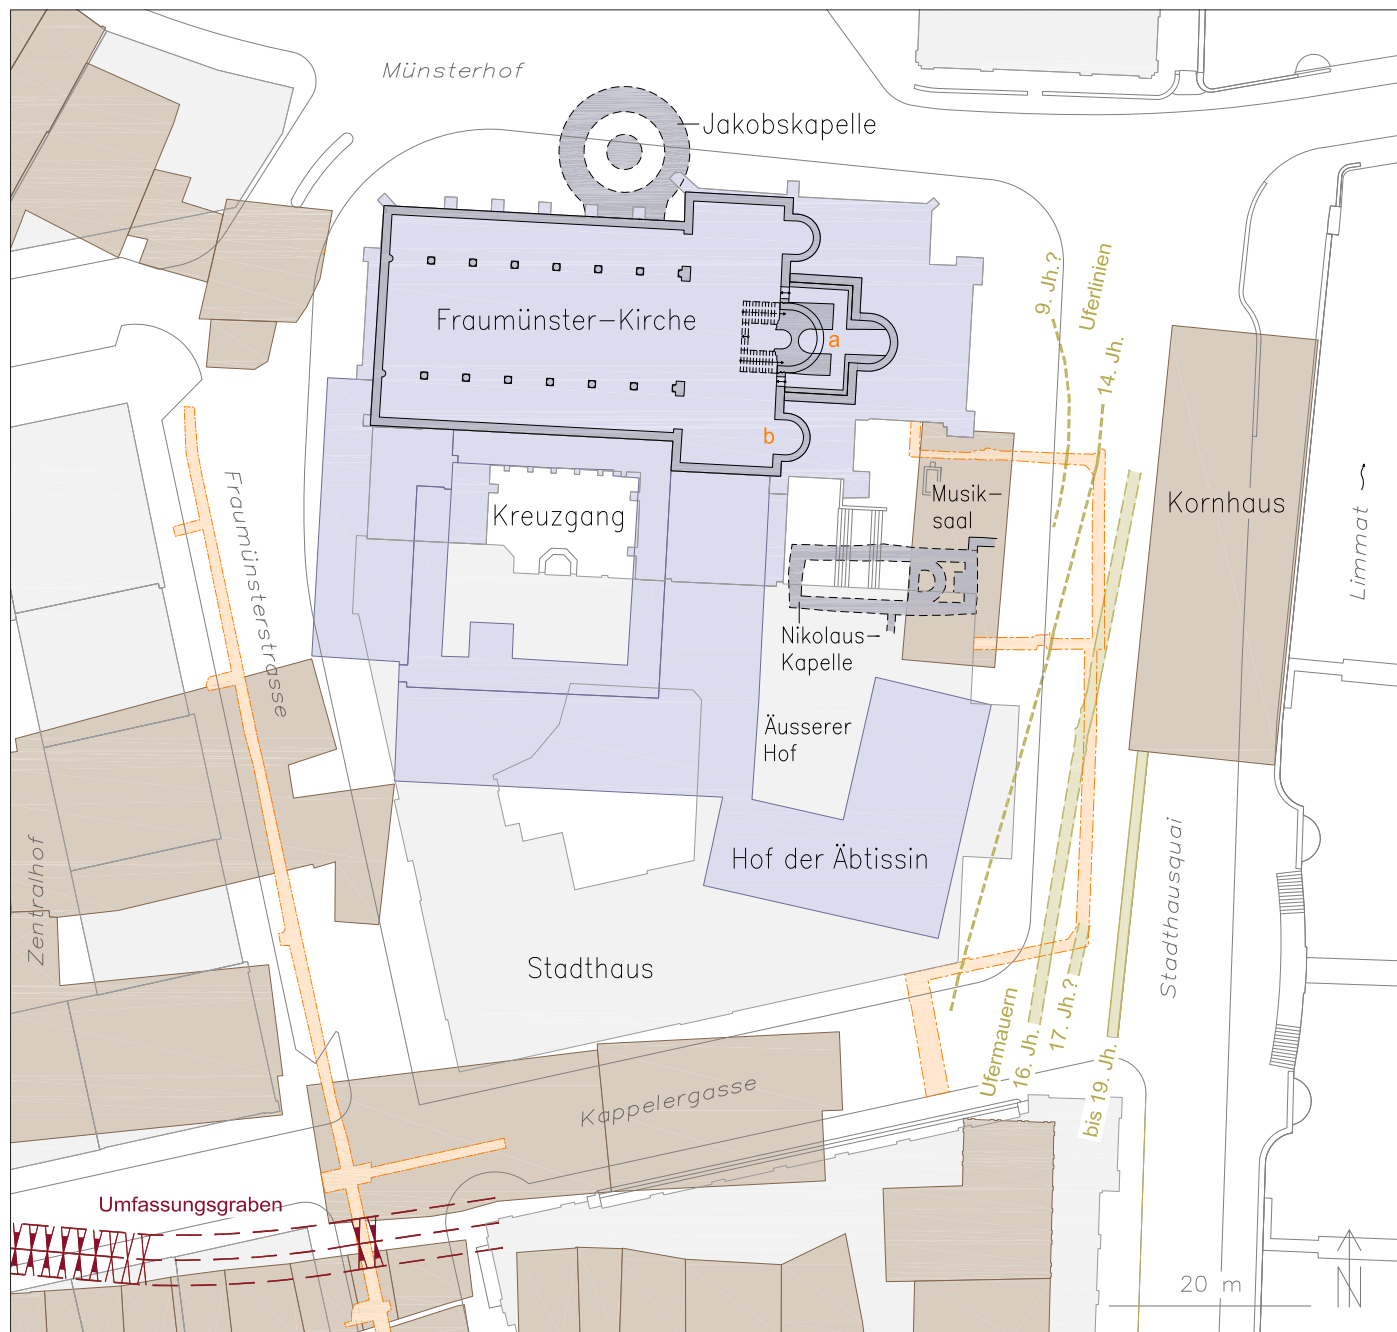 Münsterhof
Jakobskapelle
Fraumünster-Kirche
a
b
9. Jh.?
Uferlinien
14. Jh.
Kreuzgang
Musik-
saal
Kornhaus
Limmat
Fraumünsterstrasse
Nikolaus-
Kapelle
Äusserer
Hof
Hof der Äbtissin
Zentralhof
Stadthaus
Stadthausquai
Ufermauern
16. Jh.
17. Jh.?
bis 19. Jh.
Kappelergasse
Umfassungsgraben
20 m
N